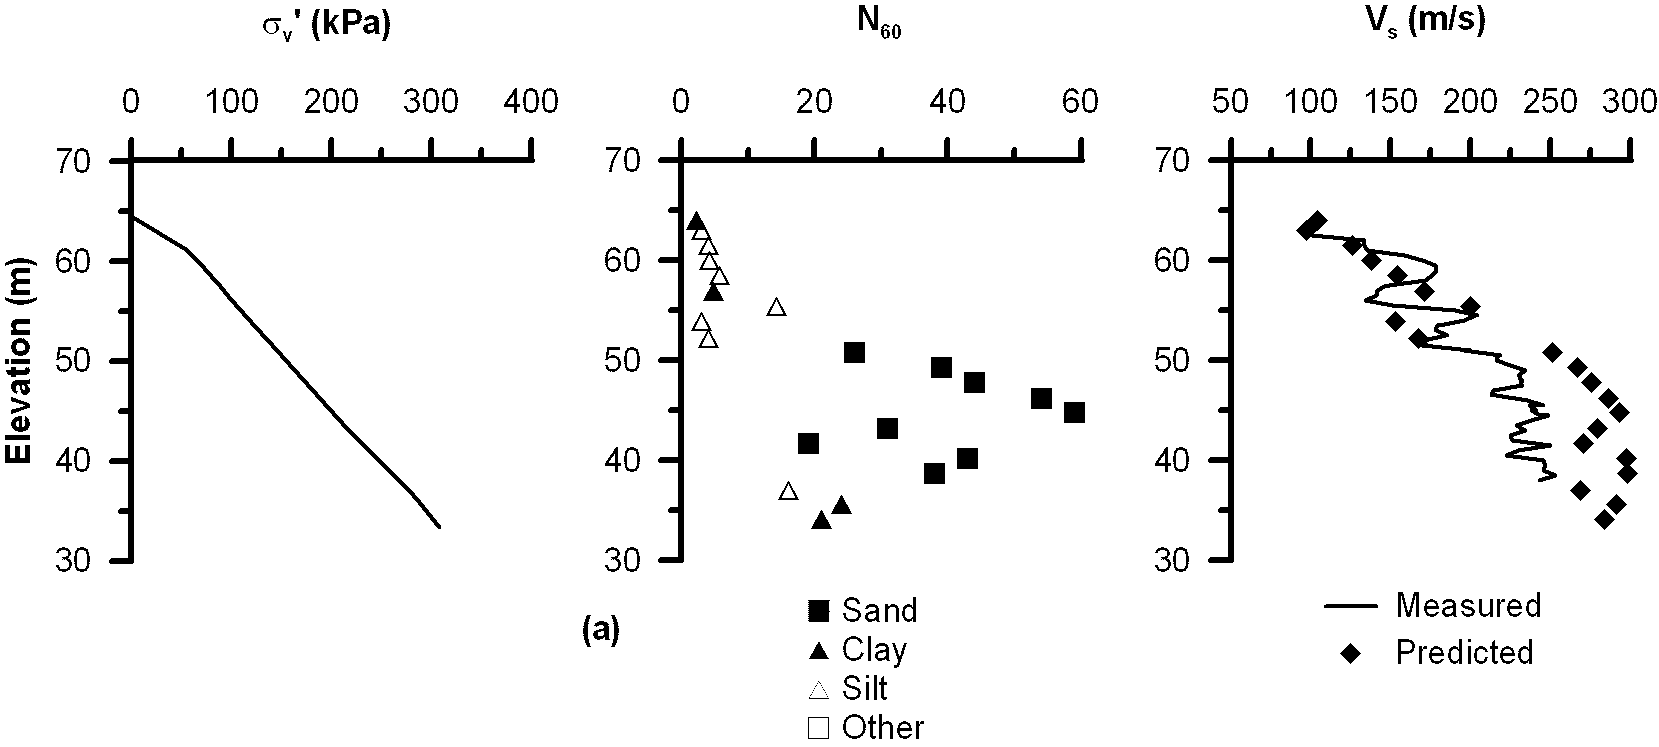 σv' (kPa)
N60
Vs (m/s)
0 100 200 300 400
0 20 40 60
50 100 150 200 250 300
70
60
50
40
30
Elevation (m)
70
60
50
40
30
70
60
50
40
30
(a)
Sand
Clay
Silt
Other
Measured
Predicted